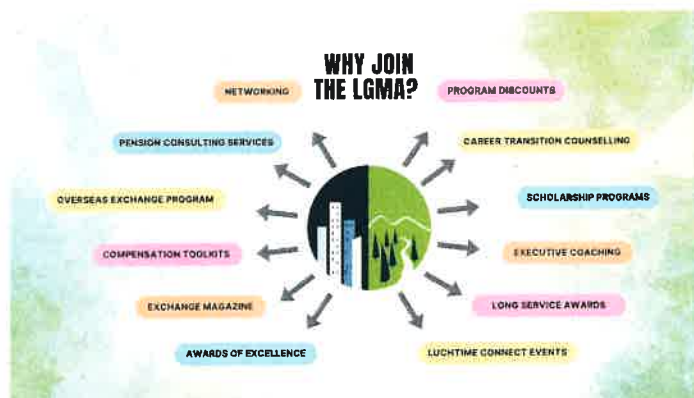 WHY JOIN
THE LGMA?
NETWORKING
PROGRAM DISCOUNTS
PENSION CONSULTING SERVICES
CAREER TRANSITION COUNSELLING
OVERSEAS EXCHANGE PROGRAM
SCHOLARSHIP PROGRAMS
COMPENSATION TOOLKITS
EXECUTIVE COACHING
EXCHANGE MAGAZINE
LONG SERVICE AWARDS
AWARDS OF EXCELLENCE
LUCHTIME CONNECT EVENTS